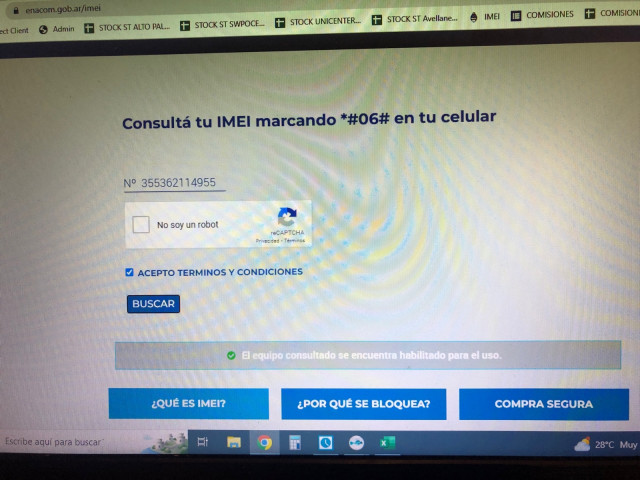 enacom.gob.ar/imei
ect Client Admin STOCK ST ALTO PAL... STOCK ST SWPOCE... STOCK UNICENTER... STOCK ST Avellane... IMEI COMISIONES COMISION
Consultá tu IMEI marcando *#06# en tu celular
Nº 355362114955
No soy un robot
reCAPTCHA
Privacidad - Términos
ACEPTO TERMINOS Y CONDICIONES
BUSCAR
El equipo consultado se encuentra habilitado para el uso.
¿QUÉ ES IMEI? ¿POR QUÉ SE BLOQUEA? COMPRA SEGURA
Escribe aquí para buscar 28°C Muy